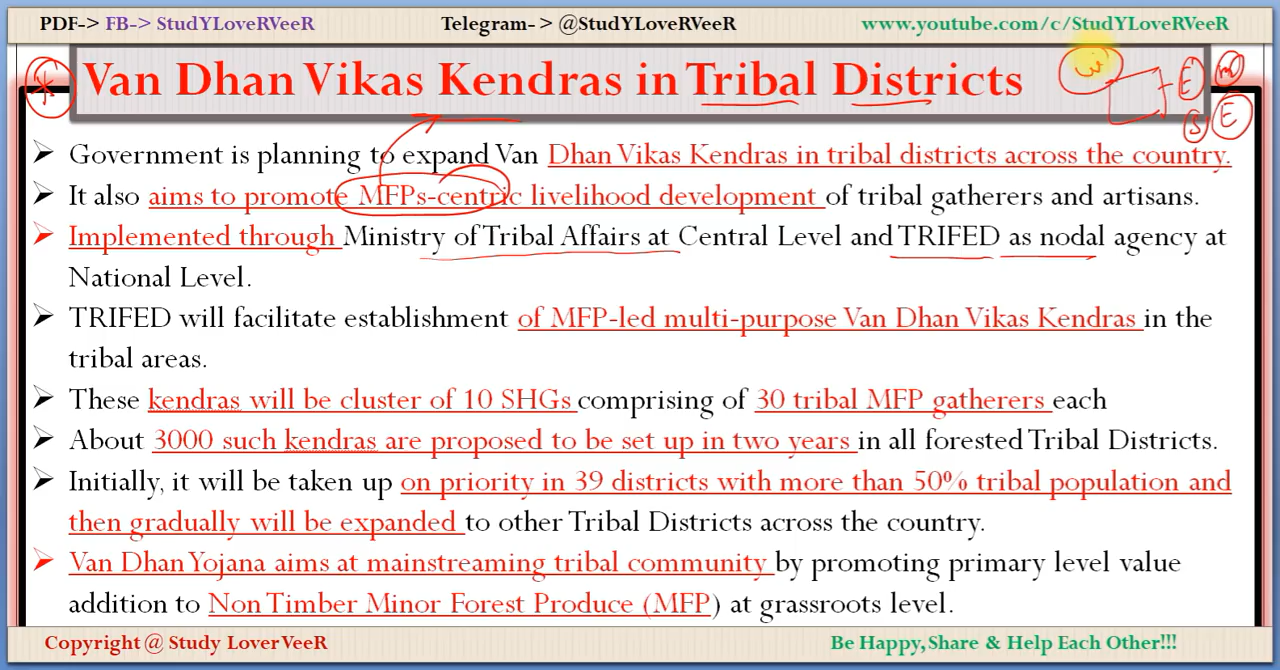 PDF-> FB-> StudYLoveRVeeR Telegram-> @StudYLoveRVeeR www.youtube.com/c/StudYLoveRVeeR
Van Dhan Vikas Kendras in Tribal Districts
➢ Government is planning to expand Van Dhan Vikas Kendras in tribal districts across the country.
➢ It also aims to promote MFPs-centric livelihood development of tribal gatherers and artisans.
➢ Implemented through Ministry of Tribal Affairs at Central Level and TRIFED as nodal agency at
National Level.
➢ TRIFED will facilitate establishment of MFP-led multi-purpose Van Dhan Vikas Kendras in the
tribal areas.
➢ These kendras will be cluster of 10 SHGs comprising of 30 tribal MFP gatherers each
➢ About 3000 such kendras are proposed to be set up in two years in all forested Tribal Districts.
➢ Initially, it will be taken up on priority in 39 districts with more than 50% tribal population and
then gradually will be expanded to other Tribal Districts across the country.
➢ Van Dhan Yojana aims at mainstreaming tribal community by promoting primary level value
addition to Non Timber Minor Forest Produce (MFP) at grassroots level.
Copyright @ Study LoverVeeR Be Happy, Share & Help Each Other!!!